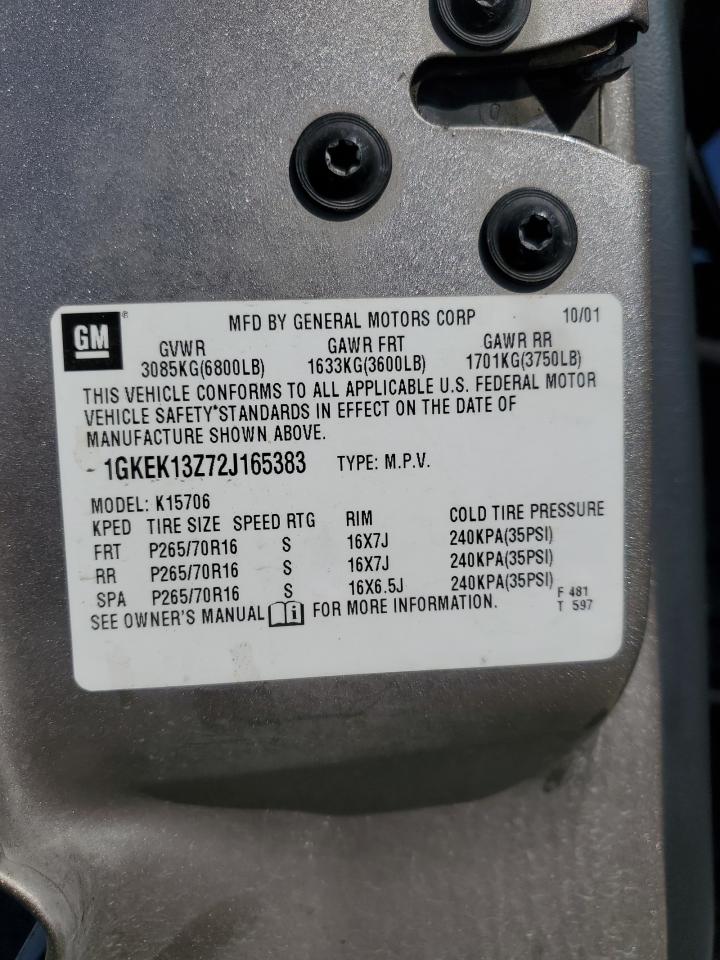 GM ® MFD BY GENERAL MOTORS CORP 10/01
GVWR GAWR FRT GAWR RR
3085KG(6800LB) 1633KG(3600LB) 1701KG(3750LB)
THIS VEHICLE CONFORMS TO ALL APPLICABLE U.S. FEDERAL MOTOR
VEHICLE SAFETY STANDARDS IN EFFECT ON THE DATE OF
MANUFACTURE SHOWN ABOVE.
1GKEK13Z72J165383 TYPE: M.P.V.
MODEL: K15706
KPED TIRE SIZE SPEED RTG RIM COLD TIRE PRESSURE
FRT P265/70R16 S 16X7J 240KPA(35PSI)
RR P265/70R16 S 16X7J 240KPA(35PSI)
SPA P265/70R16 S 16X6.5J 240KPA(35PSI)
SEE OWNER'S MANUAL i FOR MORE INFORMATION.
F 481
T 597